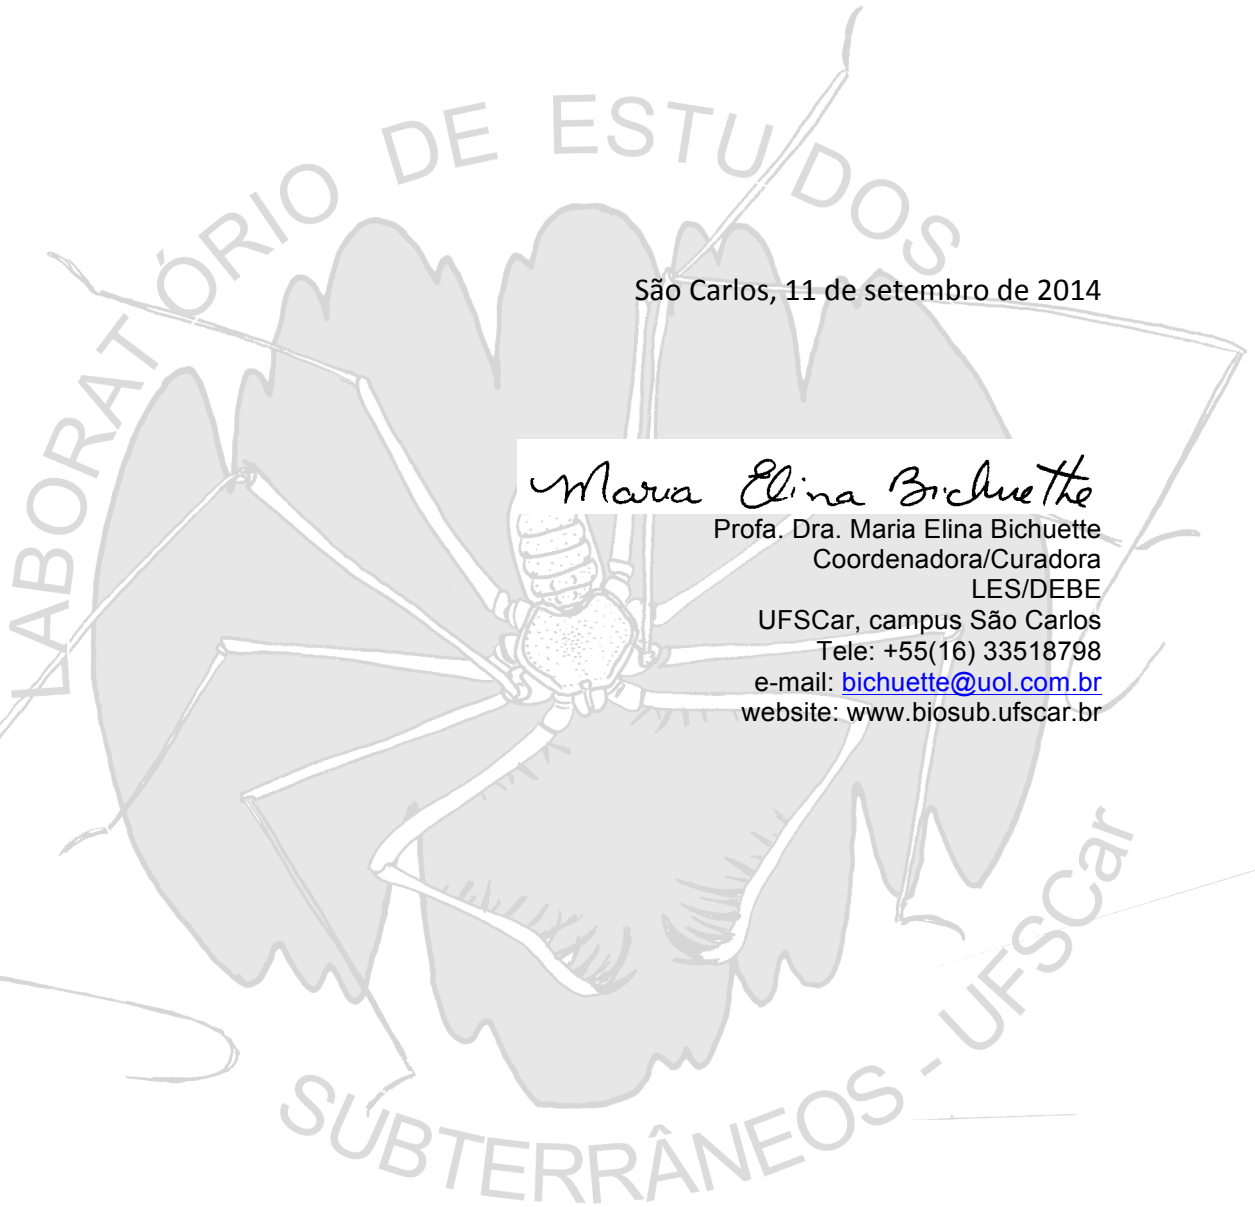 LABORATÓRIO DE ESTUDOS
São Carlos, 11 de setembro de 2014
Maria Elina Bichuette
Profa. Dra. Maria Elina Bichuette
Coordenadora/Curadora
LES/DEBE
UFSCar, campus São Carlos
Tele: +55(16) 33518798
e-mail: bichuette@uol.com.br
website: www.biosub.ufscar.br
SUBTERRÂNEOS - UFSCar